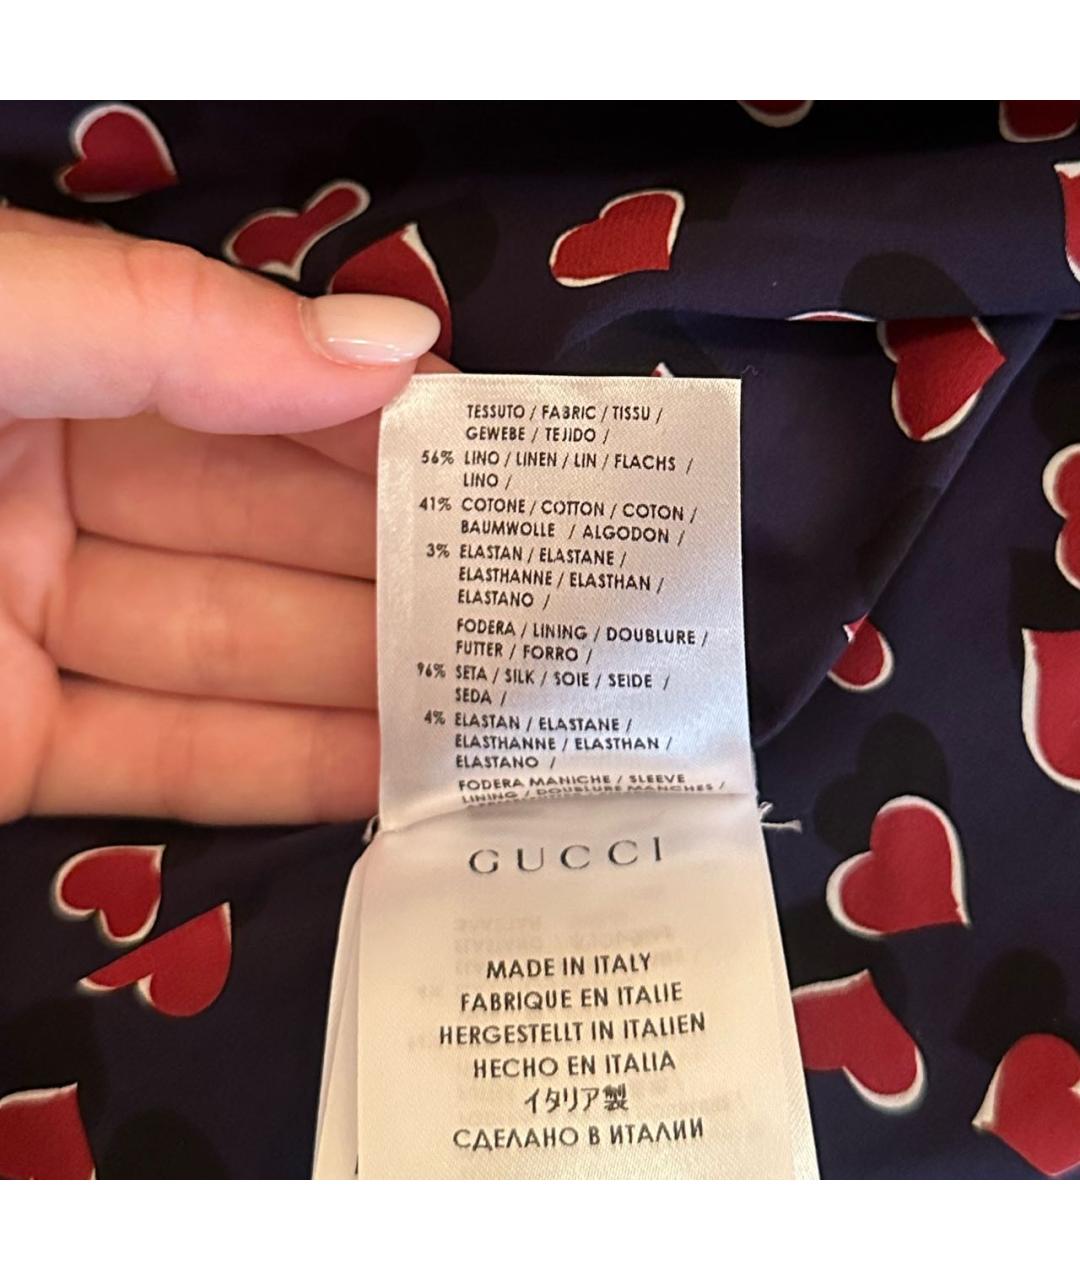 TESSUTO / FABRIC / TISSU /
GEWEBE / TEJIDO /
56% LINO / LINEN / LIN / FLACHS /
LINO /
41% COTONE / COTTON / COTON /
BAUMWOLLE / ALGODON /
3% ELASTAN / ELASTANE /
ELASTHANNE / ELASTHAN /
ELASTANO /
FODERA / LINING / DOUBLURE /
FUTTER / FORRO /
96% SETA / SILK / SOIE / SEIDE /
SEDA /
4% ELASTAN / ELASTANE /
ELASTHANNE / ELASTHAN /
ELASTANO /
FODERA MANICHE / SLEEVE
LINING / DOUBLURE MANCHES /
GUCCI
MADE IN ITALY
FABRIQUE EN ITALIE
HERGESTELLT IN ITALIEN
HECHO EN ITALIA
イタリア製
СДЕЛАНО В ИТАЛИИ